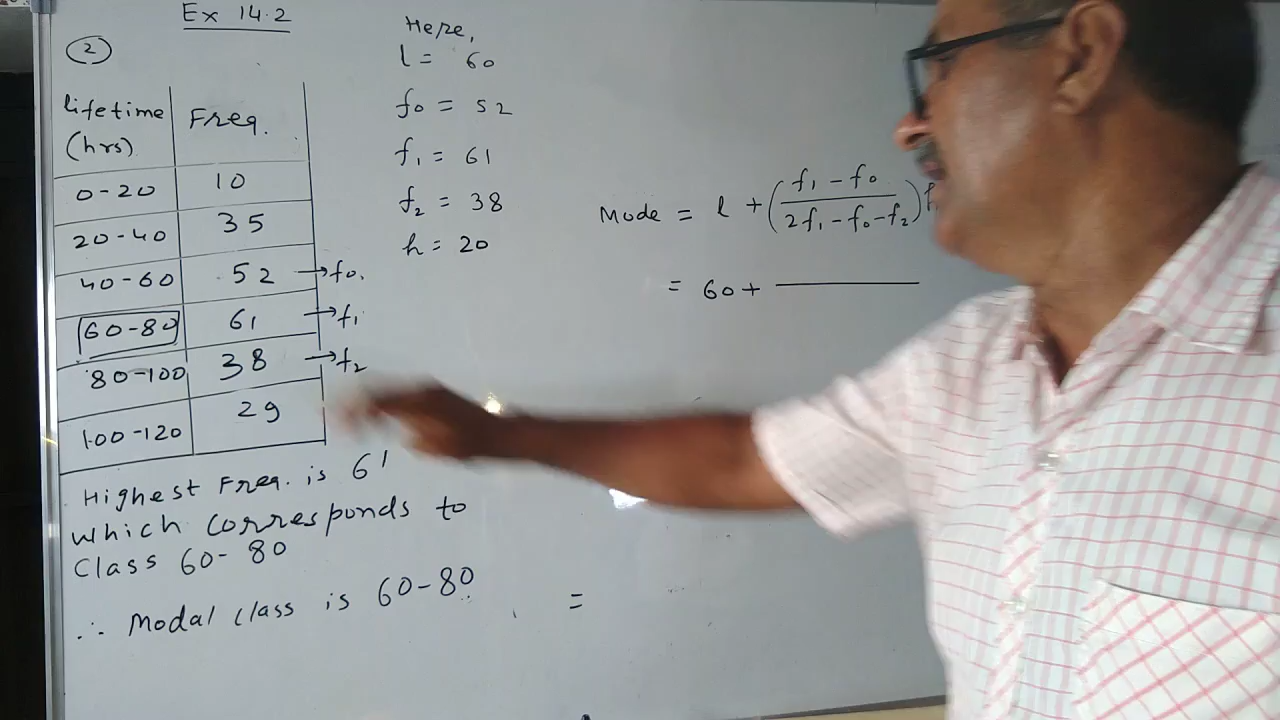 Ex 14.2
2
lifetime (hrs) Freq.
0-20 10
20-40 35
40-60 52 → f0.
60-80 61 → f1
80-100 38 → f2
100-120 29
Highest Freq. is 61
which corresponds to
Class 60-80
∴ Modal class is 60-80.
Here,
l = 60
f0 = 52
f1 = 61
f2 = 38
h = 20
Mode = l + (f1 - f0 / 2f1 - f0 - f2) h
= 60 +
=